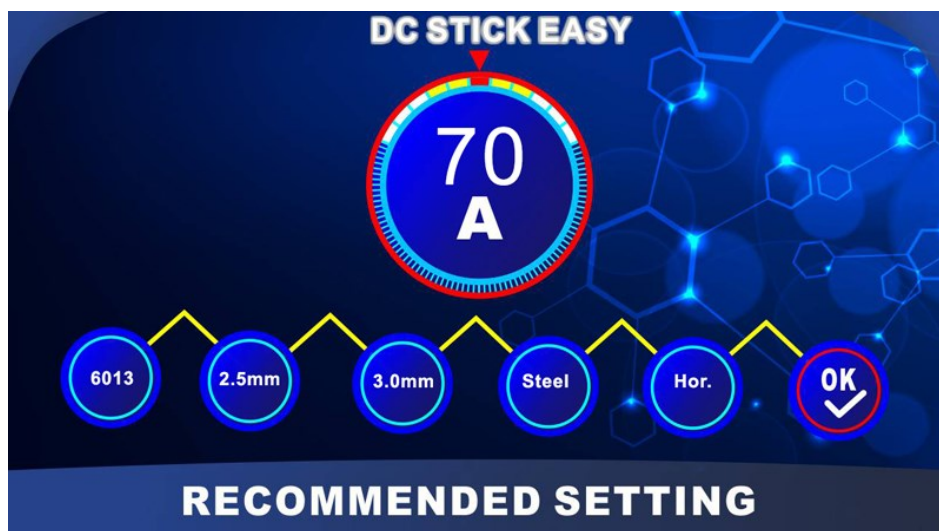 DC STICK EASY
70
A
6013
2.5mm
3.0mm
Steel
Hor.
OK
RECOMMENDED SETTING